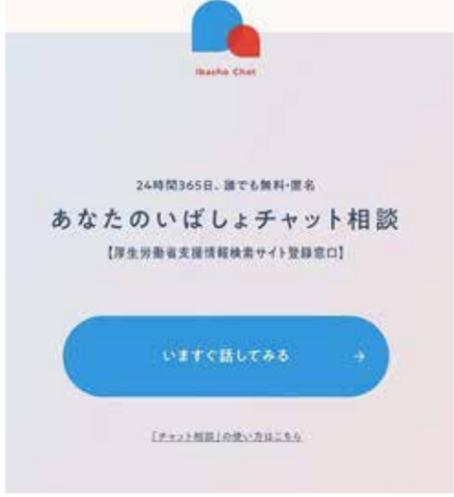 Ibasho Chat
24時間365日、誰でも無料・匿名
あなたのいばしょチャット相談
【厚生労働省支援情報検索サイト登録窓口】
いますぐ話してみる →
「チャット相談」の使い方はこちら